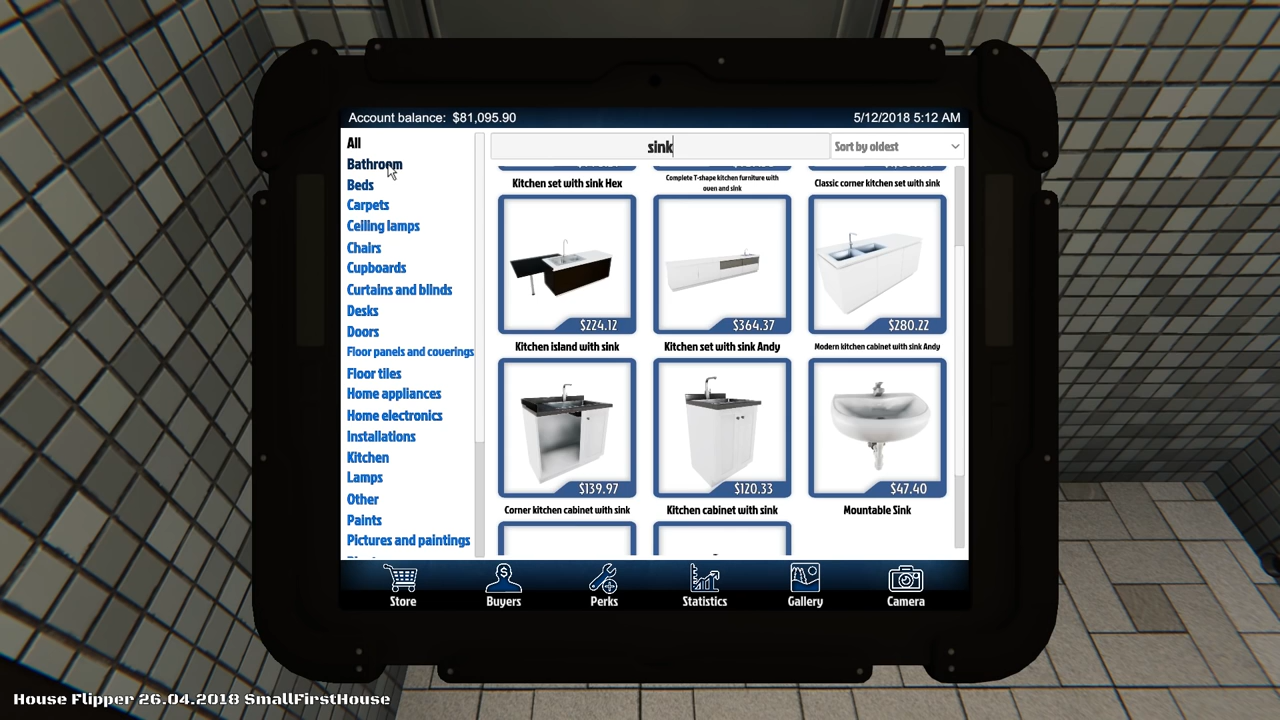 Account balance: $81,095.90
5/12/2018 5:12 AM
All
Bathroom
Beds
Carpets
Ceiling lamps
Chairs
Cupboards
Curtains and blinds
Desks
Doors
Floor panels and coverings
Floor tiles
Home appliances
Home electronics
Installations
Kitchen
Lamps
Other
Paints
Pictures and paintings
sink
Sort by oldest
Kitchen set with sink Hex
Complete T-shape kitchen furniture with
oven and sink
Classic corner kitchen set with sink
$224.12
$364.37
$280.22
Kitchen island with sink
Kitchen set with sink Andy
Modern kitchen cabinet with sink Andy
$139.97
$120.33
$47.40
Corner kitchen cabinet with sink
Kitchen cabinet with sink
Mountable Sink
Store
Buyers
Perks
Statistics
Gallery
Camera
House Flipper 26.04.2018 SmallFirstHouse